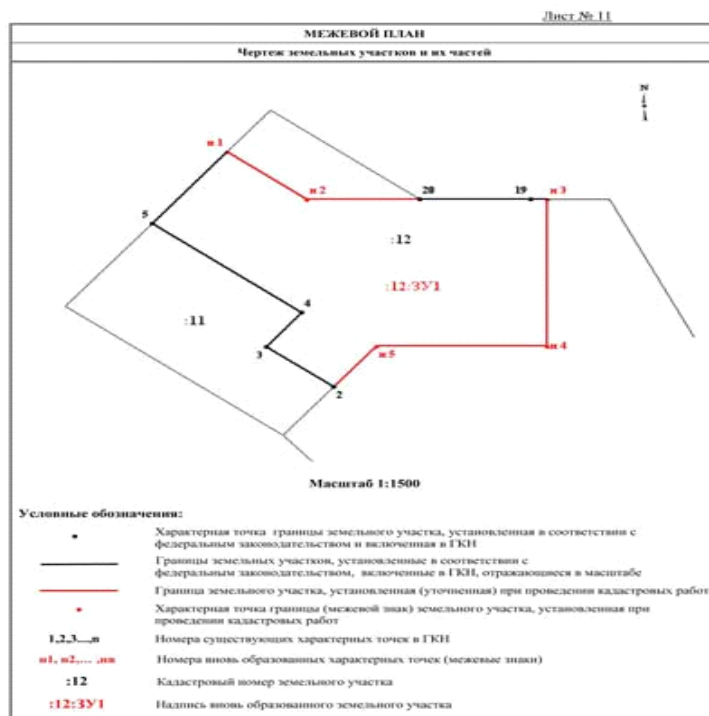 Лист № 11
МЕЖЕВОЙ ПЛАН
Чертеж земельных участков и их частей
N
н1
н2
20
19
н3
5
:12
:12:ЗУ1
4
:11
3
н5
н4
2
Масштаб 1:1500
Условные обозначения:
Характерная точка границы земельного участка, установленная в соответствии с
федеральным законодательством и включенная в ГКН
Границы земельных участков, установленные в соответствии с
федеральным законодательством, включенные в ГКН, отражающиеся в масштабе
Граница земельного участка, установленная (уточненная) при проведении кадастровых работ
Характерная точка границы (межевой знак) земельного участка, установленная при
проведении кадастровых работ
1,2,3...,n Номера существующих характерных точек в ГКН
н1, н2,... ,нn Номера вновь образованных характерных точек (межевые знаки)
:12 Кадастровый номер земельного участка
:12:ЗУ1 Надпись вновь образованного земельного участка